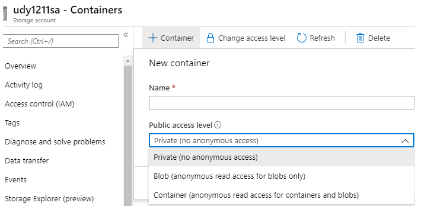 udy1211sa - Containers
Storage account
Search (Ctrl+/)
«
Overview
Activity log
Access control (IAM)
Tags
Diagnose and solve problems
Data transfer
Events
Storage Explorer (preview)
+ Container
Change access level
Refresh
Delete
New container
Name *
Public access level
Private (no anonymous access)
Private (no anonymous access)
Blob (anonymous read access for blobs only)
Container (anonymous read access for containers and blobs)